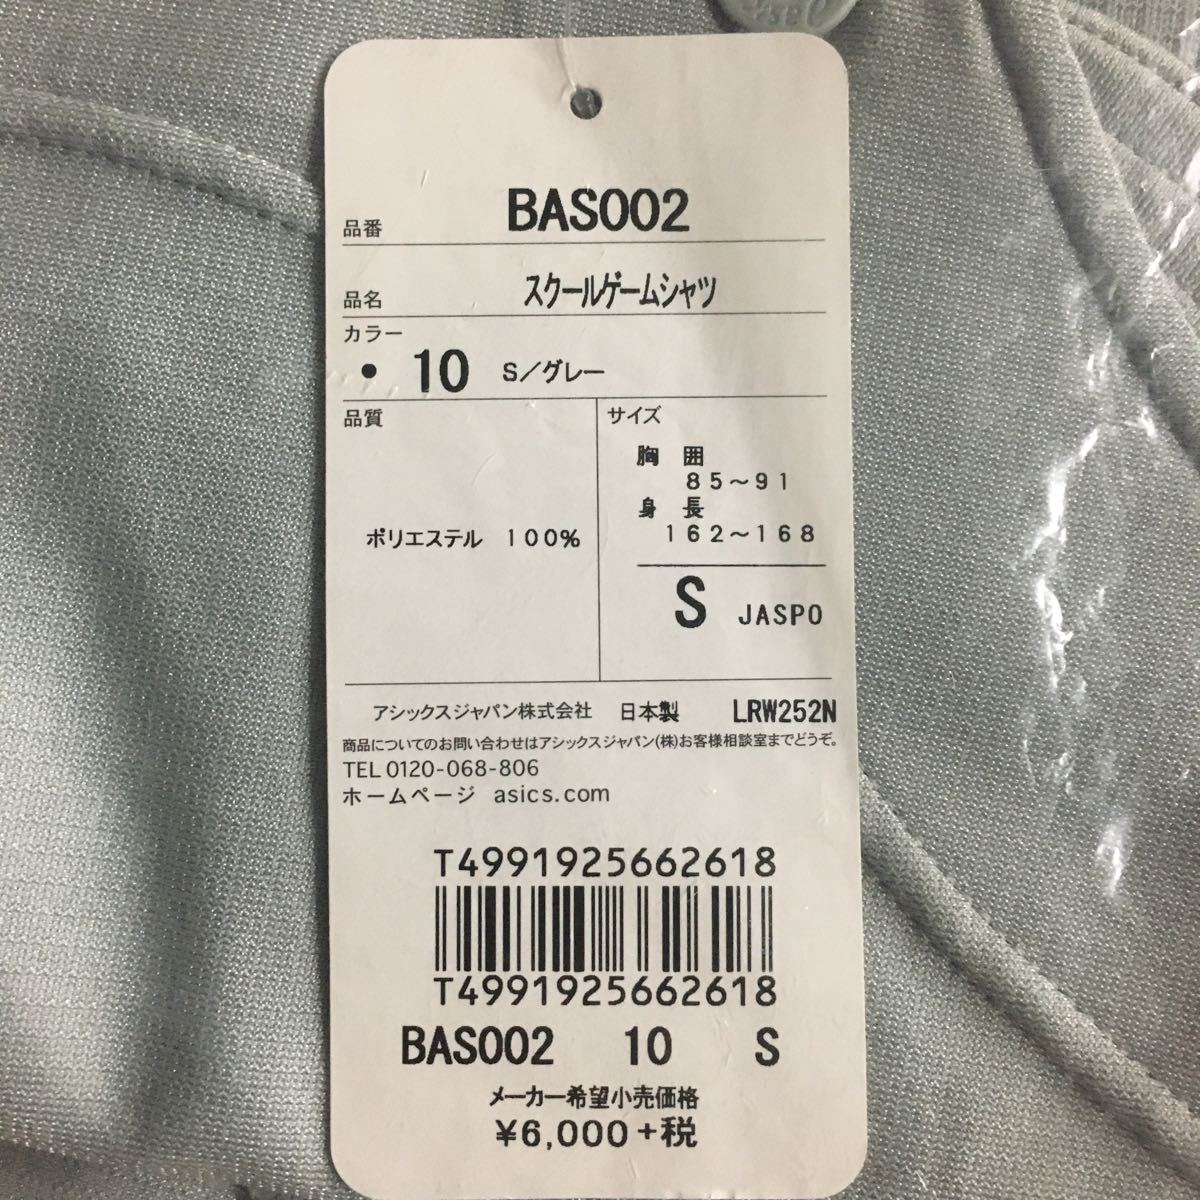 品番 BAS002
品名 スクールゲームシャツ
カラー
・ 10 S／グレー
品質
ポリエステル 100%
サイズ
胸 囲
85～91
身 長
162～168
S JASPO
アシックスジャパン株式会社 日本製 LRW252N
商品についてのお問い合わせはアシックスジャパン(株)お客様相談室までどうぞ。
TEL 0120-068-806
ホームページ asics.com
T4991925662618
T4991925662618
BAS002 10 S
メーカー希望小売価格
¥6,000+税